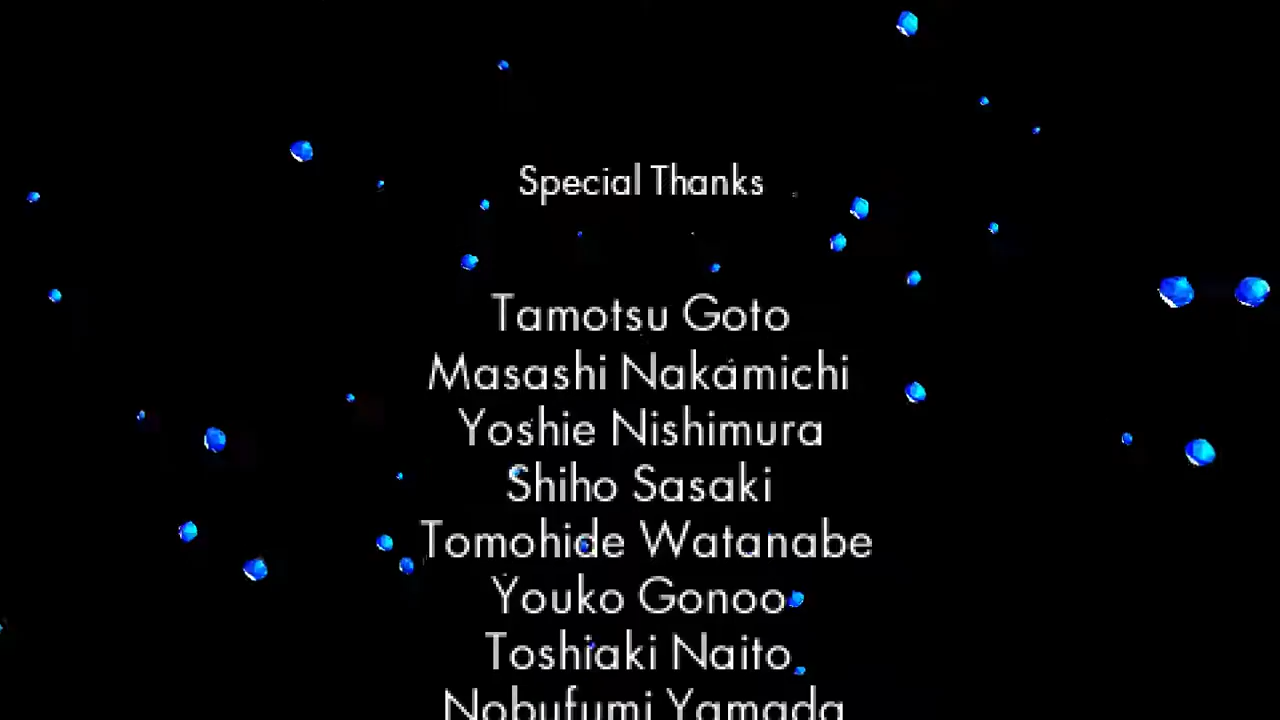 Special Thanks
Tamotsu Goto
Masashi Nakamichi
Yoshie Nishimura
Shiho Sasaki
Tomohide Watanabe
Youko Gonoo
Toshiaki Naito
Nobufumi Yamada